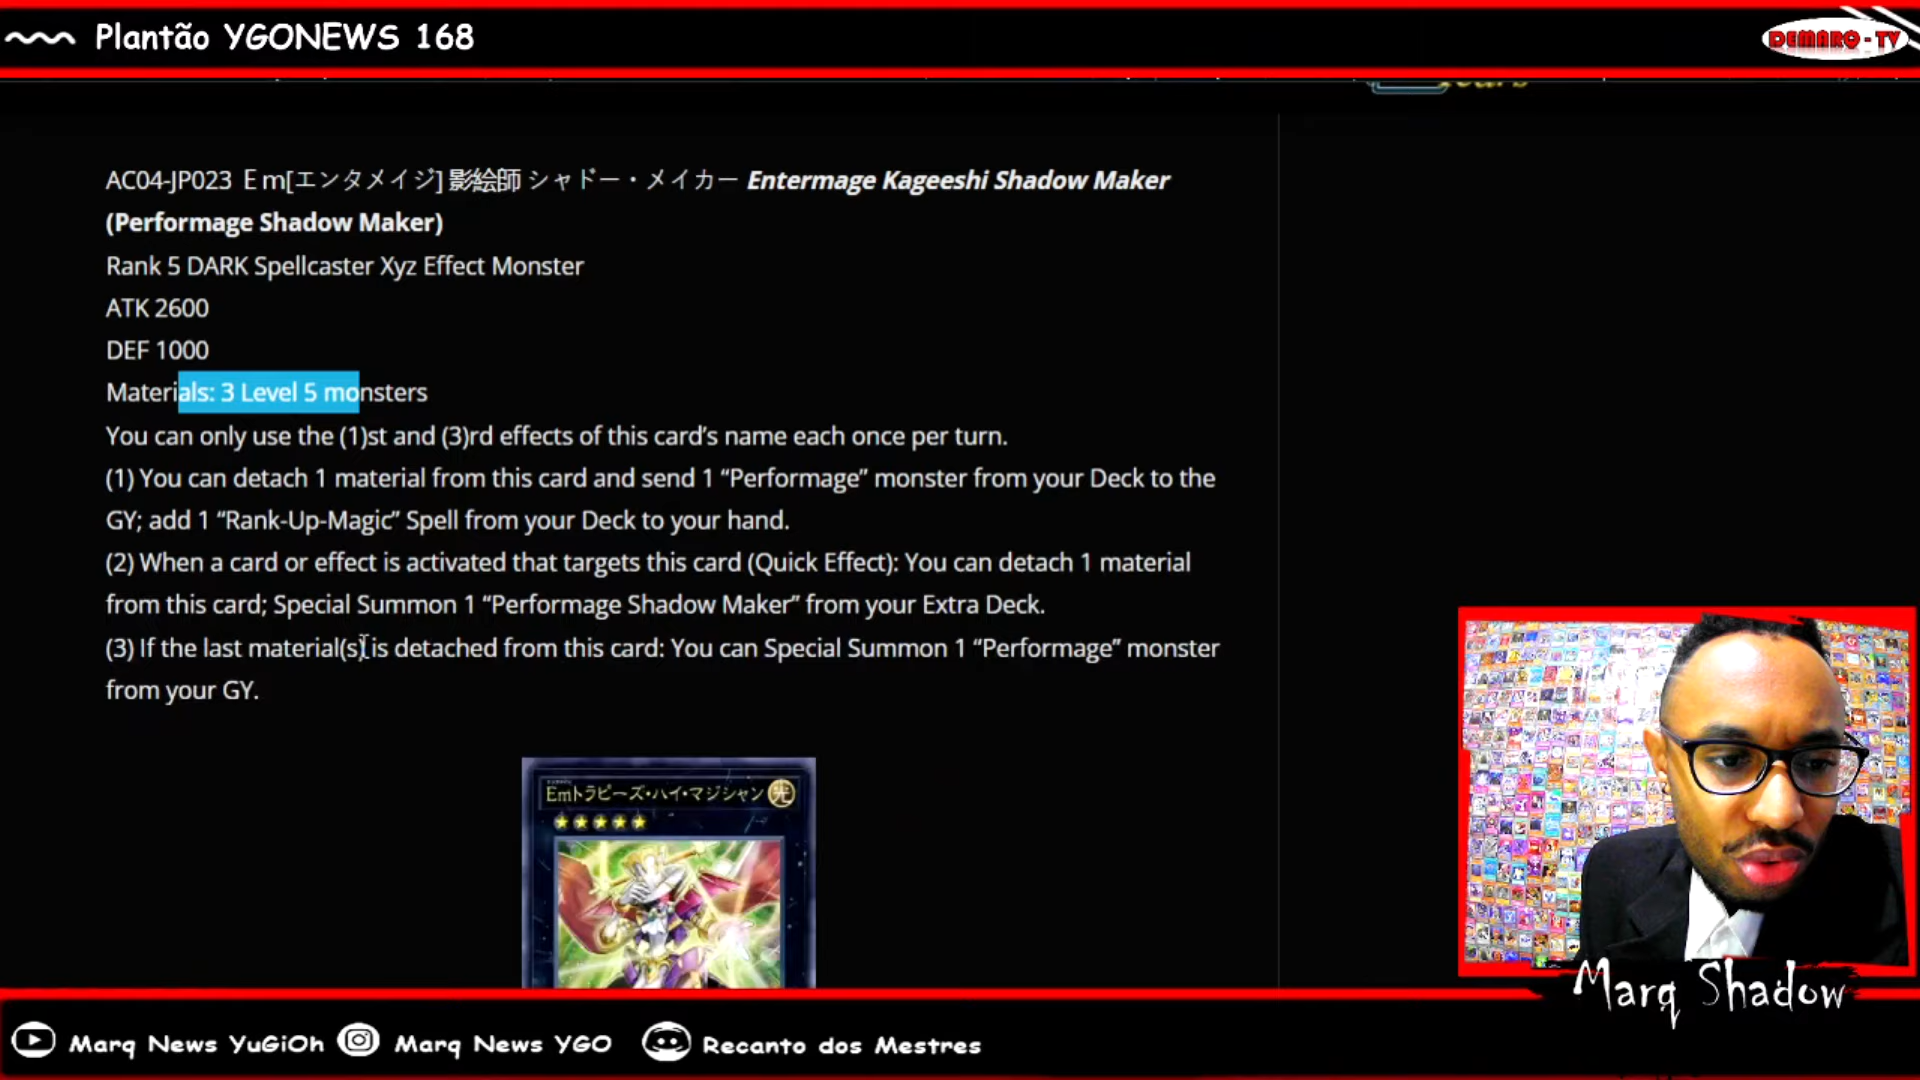 Plantão YGONEWS 168
DEMARQ-TV
AC04-JP023 Ｅｍ[エンタメイジ] 影絵師 シャドー・メイカー Entermage Kageeshi Shadow Maker
(Performage Shadow Maker)
Rank 5 DARK Spellcaster Xyz Effect Monster
ATK 2600
DEF 1000
Materials: 3 Level 5 monsters
You can only use the (1)st and (3)rd effects of this card’s name each once per turn.
(1) You can detach 1 material from this card and send 1 “Performage” monster from your Deck to the
GY; add 1 “Rank-Up-Magic” Spell from your Deck to your hand.
(2) When a card or effect is activated that targets this card (Quick Effect): You can detach 1 material
from this card; Special Summon 1 “Performage Shadow Maker” from your Extra Deck.
(3) If the last material(s) is detached from this card: You can Special Summon 1 “Performage” monster
from your GY.
Emトラピーズ・ハイ・マジシャン 光
Marq Shadow
Marq News YuGiOh Marq News YGO Recanto dos Mestres